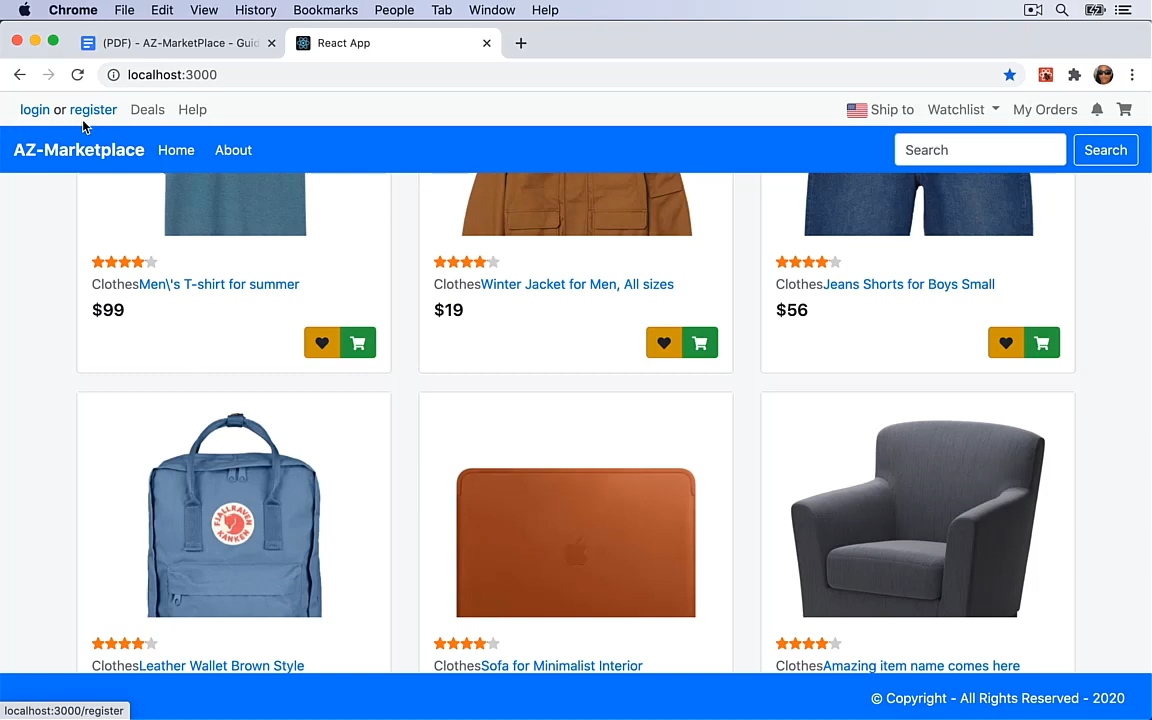 Chrome File Edit View History Bookmarks People Tab Window Help
(PDF) - AZ-MarketPlace - Guid React App
localhost:3000
login or register Deals Help Ship to Watchlist My Orders
AZ-Marketplace Home About Search Search
ClothesMen\'s T-shirt for summer ClothesWinter Jacket for Men, All sizes ClothesJeans Shorts for Boys Small
$99 $19 $56
FJÄLLRÄVEN
KÅNKEN
ClothesLeather Wallet Brown Style ClothesSofa for Minimalist Interior ClothesAmazing item name comes here
© Copyright - All Rights Reserved - 2020
localhost:3000/register